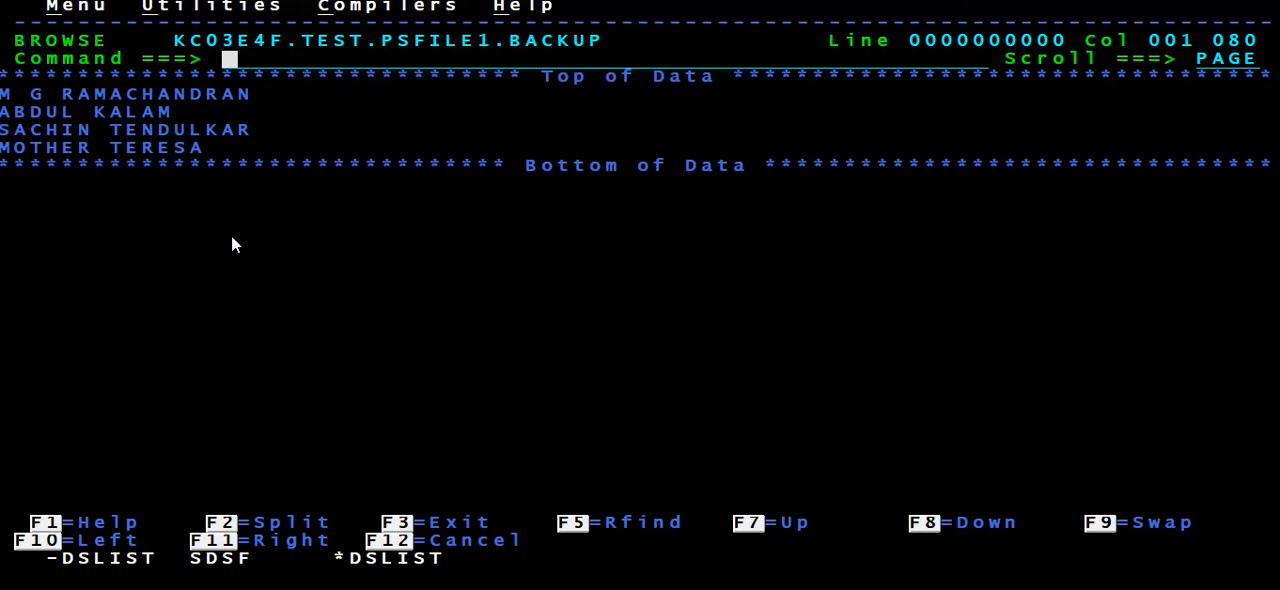 Menu Utilities Compilers Help
BROWSE KC03E4F.TEST.PSFILE1.BACKUP Line 0000000000 Col 001 080
Command ===> Scroll ===> PAGE
********************************* Top of Data **********************************
M G RAMACHANDRAN
ABDUL KALAM
SACHIN TENDULKAR
MOTHER TERESA
******************************** Bottom of Data ********************************
F1=Help F2=Split F3=Exit F5=Rfind F7=Up F8=Down F9=Swap
F10=Left F11=Right F12=Cancel
-DSLIST SDSF *DSLIST